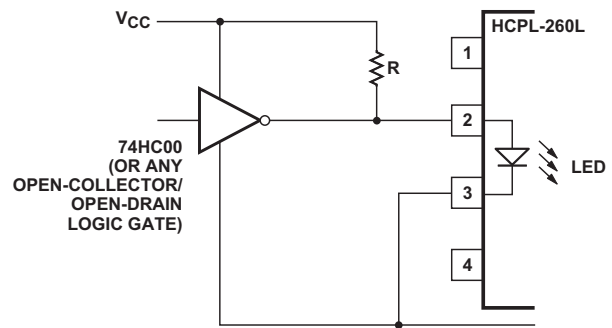 VCC
HCPL-260L
1
R
2
74HC00
(OR ANY
OPEN-COLLECTOR/
OPEN-DRAIN
LOGIC GATE)
LED
3
4